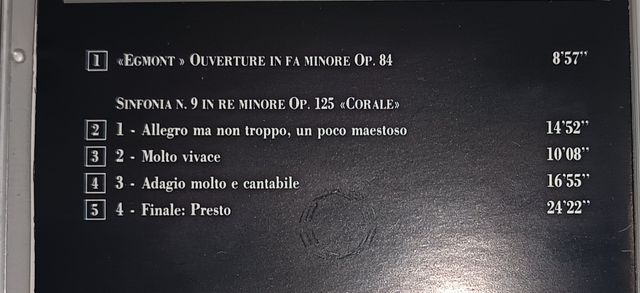 1 «Egmont» Ouverture in fa minore Op. 84 8'57"
Sinfonia n. 9 in re minore Op. 125 «Corale»
2 1 - Allegro ma non troppo, un poco maestoso 14'52"
3 2 - Molto vivace 10'08"
4 3 - Adagio molto e cantabile 16'55"
5 4 - Finale: Presto 24'22"